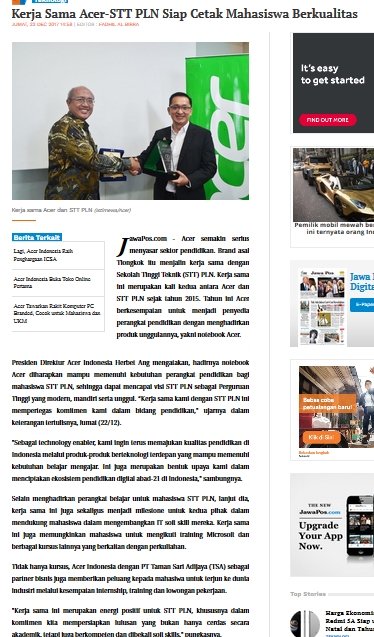 Teknologi
Kerja Sama Acer-STT PLN Siap Cetak Mahasiswa Berkualitas
JUMAT, 22 DEC 2017 14:58 | EDITOR : FADHIL AL BIRRA
acer
Kerja sama Acer dan STT PLN (Istimewa/Acer)
Berita Terkait
Lagi, Acer Indonesia Raih
Penghargaan ICSA
Acer Indonesia Buka Toko Online
Pertama
Acer Tawarkan Rakit Komputer PC
Branded, Cocok untuk Mahasiswa dan
UKM
JawaPos.com - Acer semakin serius
menyasar sektor pendidikan. Brand asal
Tiongkok itu menjalin kerja sama dengan
Sekolah Tinggi Teknik (STT) PLN. Kerja sama
ini merupakan kali kedua antara Acer dan
STT PLN sejak tahun 2015. Tahun ini Acer
berkesempatan untuk menjadi penyedia
perangkat pendidikan dengan menghadirkan
produk unggulannya, yakni notebook Acer.
Presiden Direktur Acer Indonesia Herbet Ang mengatakan, hadirnya notebook
Acer diharapkan mampu memenuhi kebutuhan perangkat pendidikan bagi
mahasiswa STT PLN, sehingga dapat mencapai visi STT PLN sebagai Perguruan
Tinggi yang modern, mandiri serta unggul. "Kerja sama kami dengan STT PLN ini
mempertegas komitmen kami dalam bidang pendidikan," ujarnya dalam
keterangan tertulisnya, Jumat (22/12).
"Sebagai technology enabler, kami ingin terus memajukan kualitas pendidikan di
Indonesia melalui produk-produk berteknologi terdepan yang mampu memenuhi
kebutuhan belajar mengajar. Ini juga merupakan bentuk upaya kami dalam
menciptakan ekosistem pendidikan digital abad-21 di Indonesia," sambungnya.
Selain menghadirkan perangkat belajar untuk mahasiswa STT PLN, lanjut dia,
kerja sama ini juga sekaligus menjadi milestone untuk kedua pihak dalam
mendukung mahasiswa dalam mengembangkan IT soft skill mereka. Kerja sama
ini juga memungkinkan mahasiswa untuk mengikuti training Microsoft dan
berbagai kursus lainnya yang berkaitan dengan perkuliahan.
Tidak hanya kursus, Acer Indonesia dengan PT Taman Sari Adijaya (TSA) sebagai
partner bisnis juga memberikan peluang kepada mahasiswa untuk terjun ke dunia
industri melalui kesempatan internship, training dan lowongan pekerjaan.
"Kerja sama ini merupakan energi positif untuk STT PLN, khususnya dalam
komitmen kita mempersiapkan lulusan yang bukan hanya cerdas secara
akademik, tetapi juga berkompeten dan dibekali soft skills," pungkasnya.
It's easy
to get started
FIND OUT MORE
Pemilik mobil mewah ber
ini ternyata orang Ind
Jawa Pos
Jawa
Digita
E-Paper
Bebas coba
petualangan baru!
Klik di Sini
THE NEW
JawaPos.com
Upgrade
Your App
Now.
Top Stories
Harga Ekonomis
Redmi 5A Siap
Natal dan Tahu